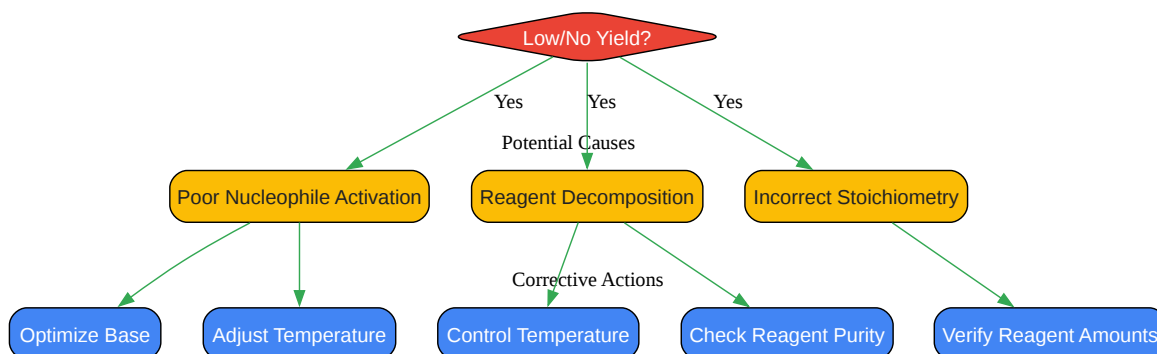 Low/No Yield?
Yes
Yes
Yes
Potential Causes
Poor Nucleophile Activation
Reagent Decomposition
Incorrect Stoichiometry
Corrective Actions
Optimize Base
Adjust Temperature
Control Temperature
Check Reagent Purity
Verify Reagent Amounts